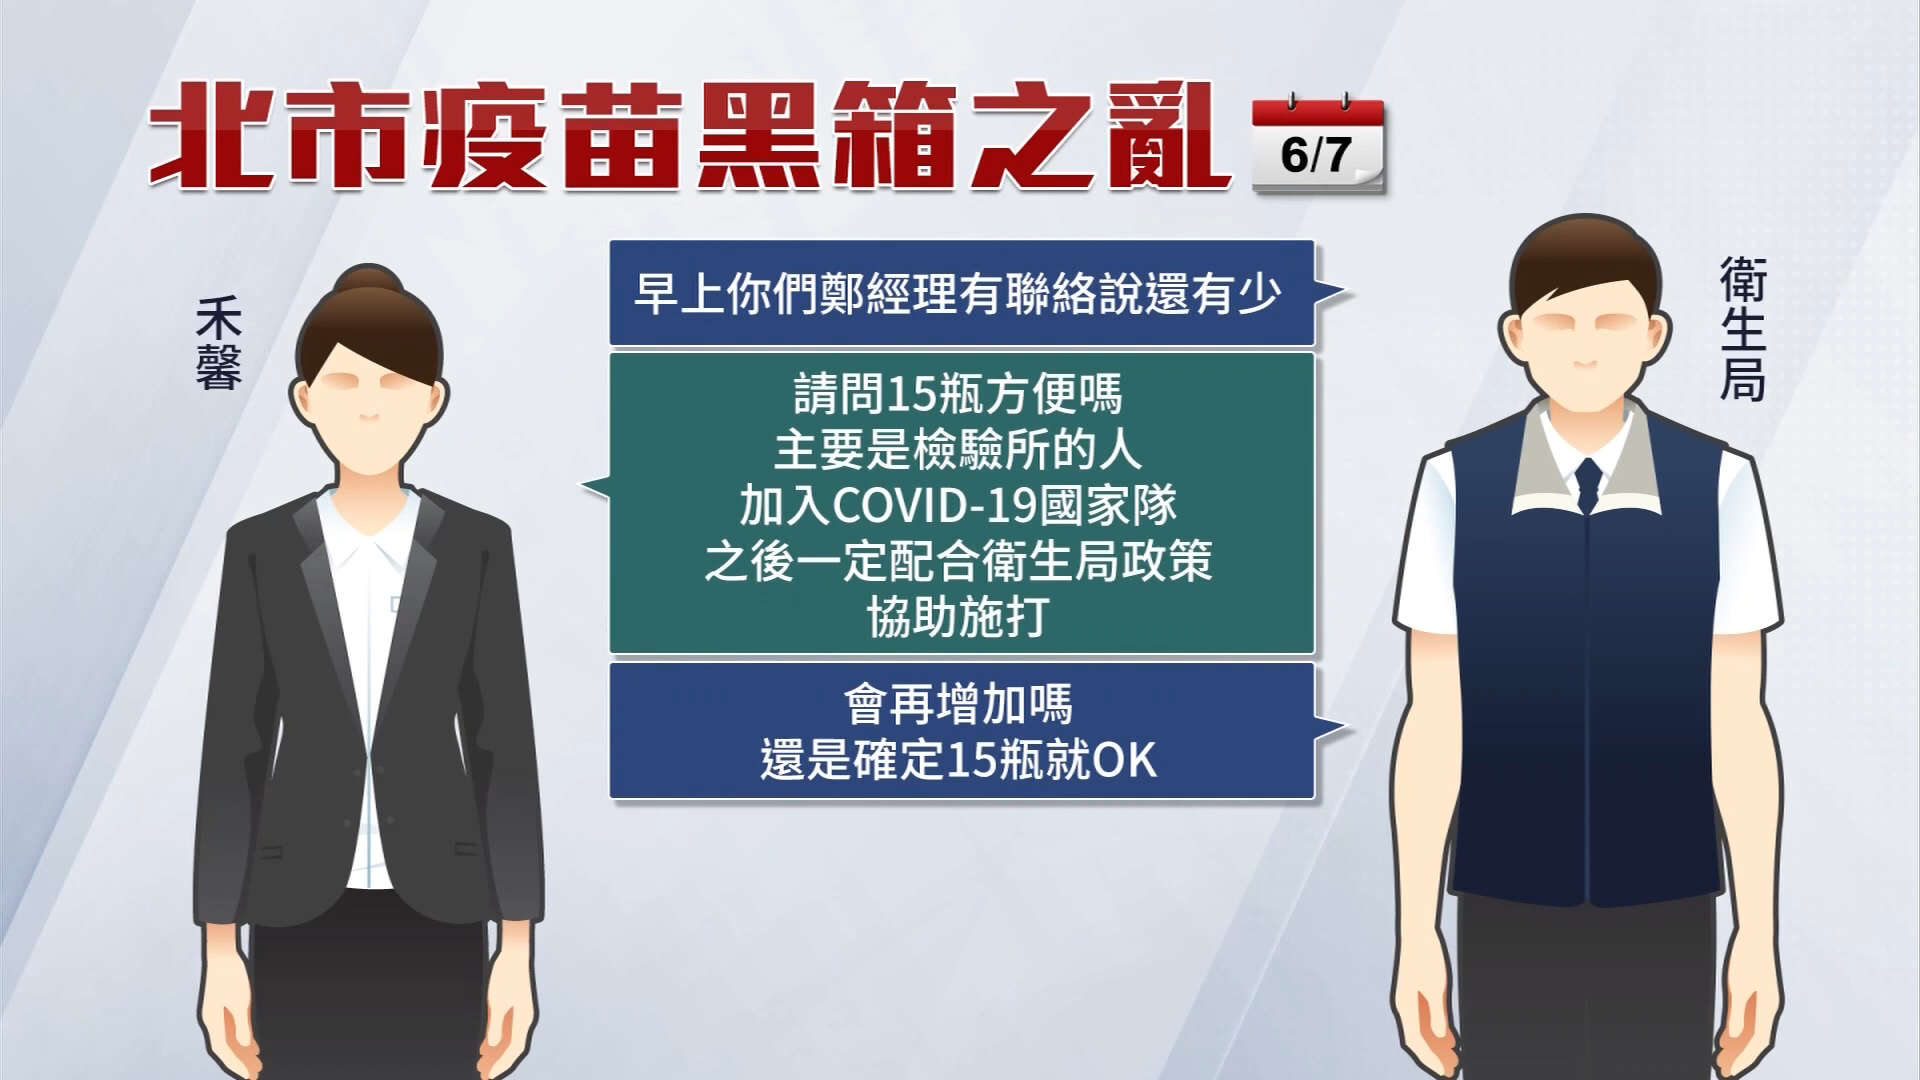 北市疫苗黑箱之亂
6/7
禾馨
衛生局
早上你們鄭經理有聯絡說還有少
請問15瓶方便嗎
主要是檢驗所的人
加入COVID-19國家隊
之後一定配合衛生局政策
協助施打
會再增加嗎
還是確定15瓶就OK